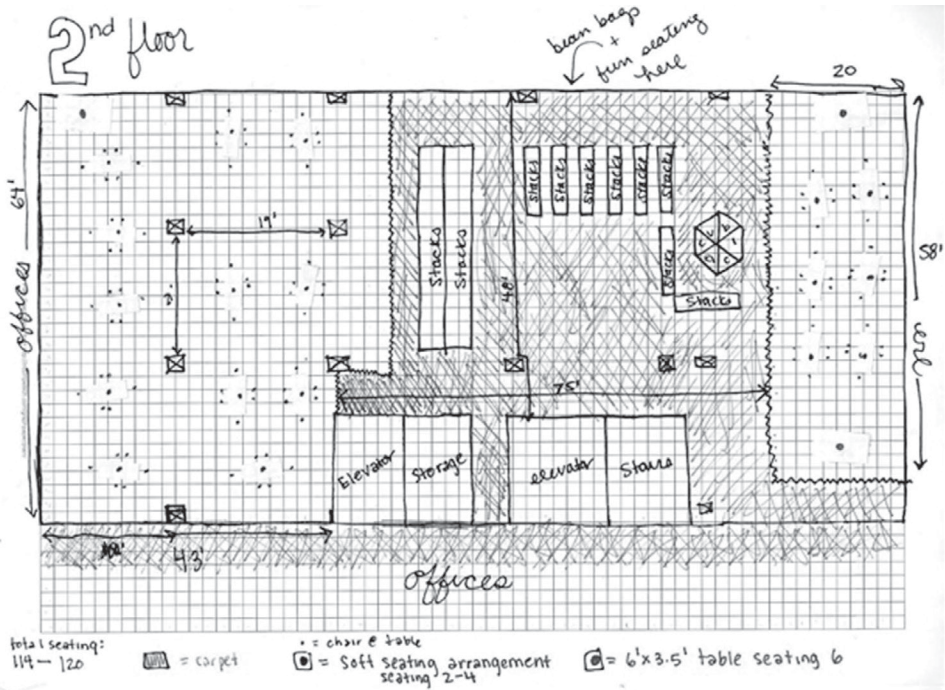 2nd floor
bean bags
+
fun seating
here
20
64'
offices
19'
Stacks
Stacks
Stacks
Stacks
Stacks
Stacks
Stacks
Stacks
Stacks
Stacks
48'
58'
75'
Elevator
Storage
elevator
Stairs
43'
offices
total seating:
114 — 120
= carpet
• = chair @ table
= Soft seating arrangement
seating 2-4
= 6'x3.5' table seating 6